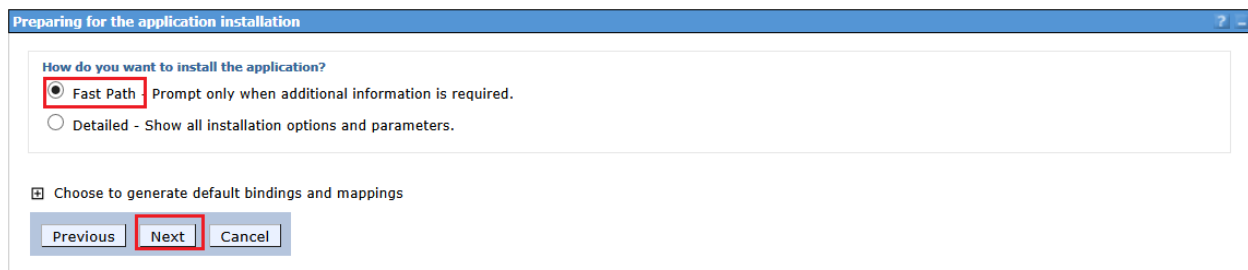 Preparing for the application installation ? –
How do you want to install the application?
Fast Path - Prompt only when additional information is required.
Detailed - Show all installation options and parameters.
Choose to generate default bindings and mappings
Previous Next Cancel